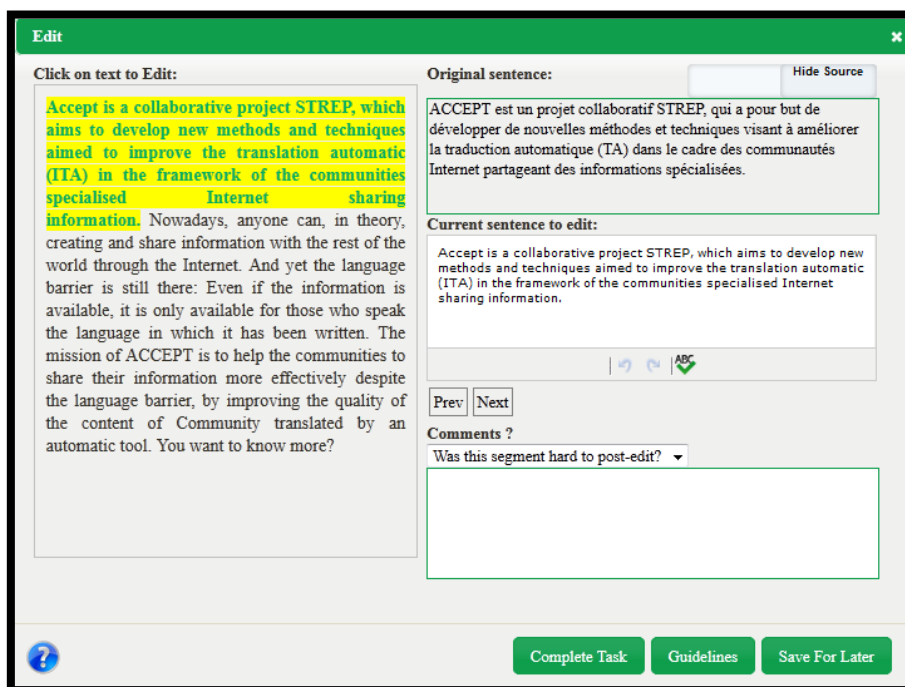 Edit
Click on text to Edit:
Accept is a collaborative project STREP, which
aims to develop new methods and techniques
aimed to improve the translation automatic
(ITA) in the framework of the communities
specialised Internet sharing
information. Nowadays, anyone can, in theory,
creating and share information with the rest of the
world through the Internet. And yet the language
barrier is still there: Even if the information is
available, it is only available for those who speak
the language in which it has been written. The
mission of ACCEPT is to help the communities to
share their information more effectively despite
the language barrier, by improving the quality of
the content of Community translated by an
automatic tool. You want to know more?
Original sentence:
Hide Source
ACCEPT est un projet collaboratif STREP, qui a pour but de
développer de nouvelles méthodes et techniques visant à améliorer
la traduction automatique (TA) dans le cadre des communautés
Internet partageant des informations spécialisées.
Current sentence to edit:
Accept is a collaborative project STREP, which aims to develop new
methods and techniques aimed to improve the translation automatic
(ITA) in the framework of the communities specialised Internet
sharing information.
ABC
Prev Next
Comments ?
Was this segment hard to post-edit?
Complete Task Guidelines Save For Later